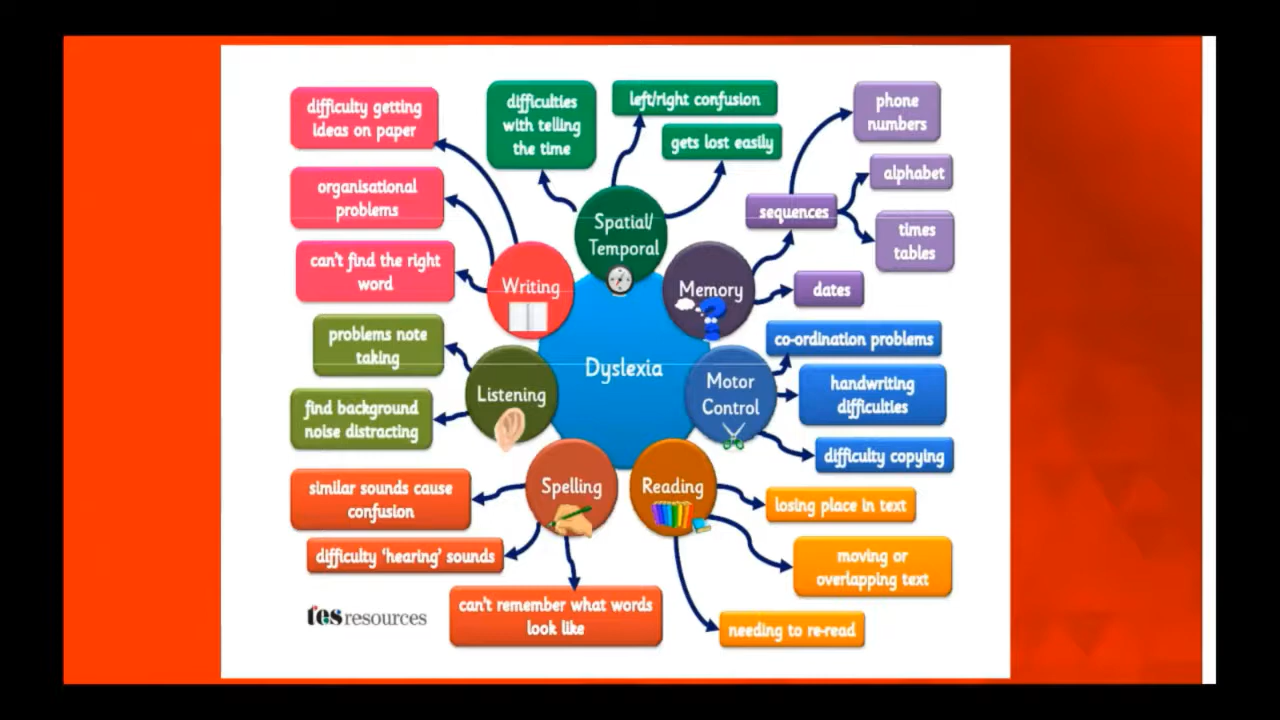 Dyslexia
Spatial/
Temporal
difficulties
with telling
the time
left/right confusion
gets lost easily
Memory
sequences
phone
numbers
alphabet
times
tables
dates
Motor
Control
co-ordination problems
handwriting
difficulties
difficulty copying
Reading
losing place in text
moving or
overlapping text
needing to re-read
Spelling
similar sounds cause
confusion
difficulty 'hearing' sounds
can't remember what words
look like
Listening
problems note
taking
find background
noise distracting
Writing
difficulty getting
ideas on paper
organisational
problems
can't find the right
word
tes resources